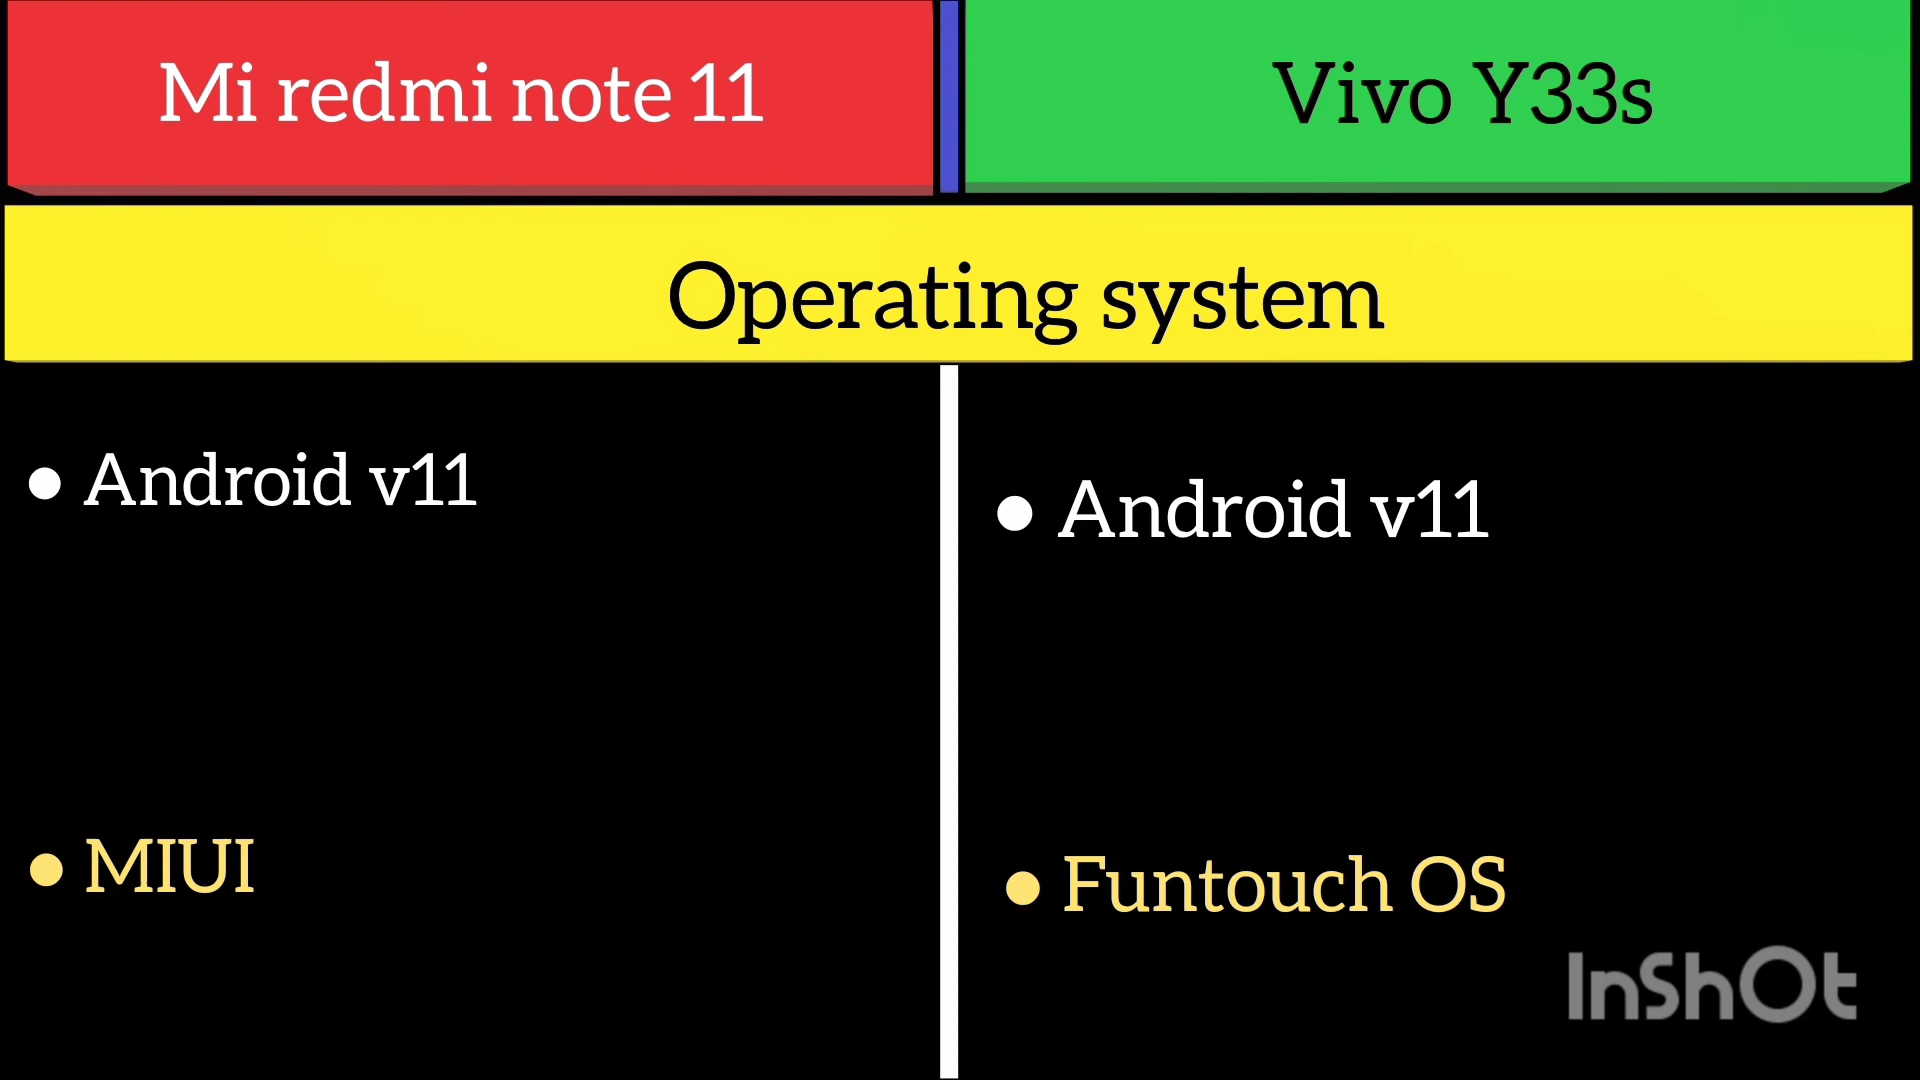 Mi redmi note 11
Vivo Y33s
Operating system
• Android v11
• Android v11
• MIUI
• Funtouch OS
InShOt